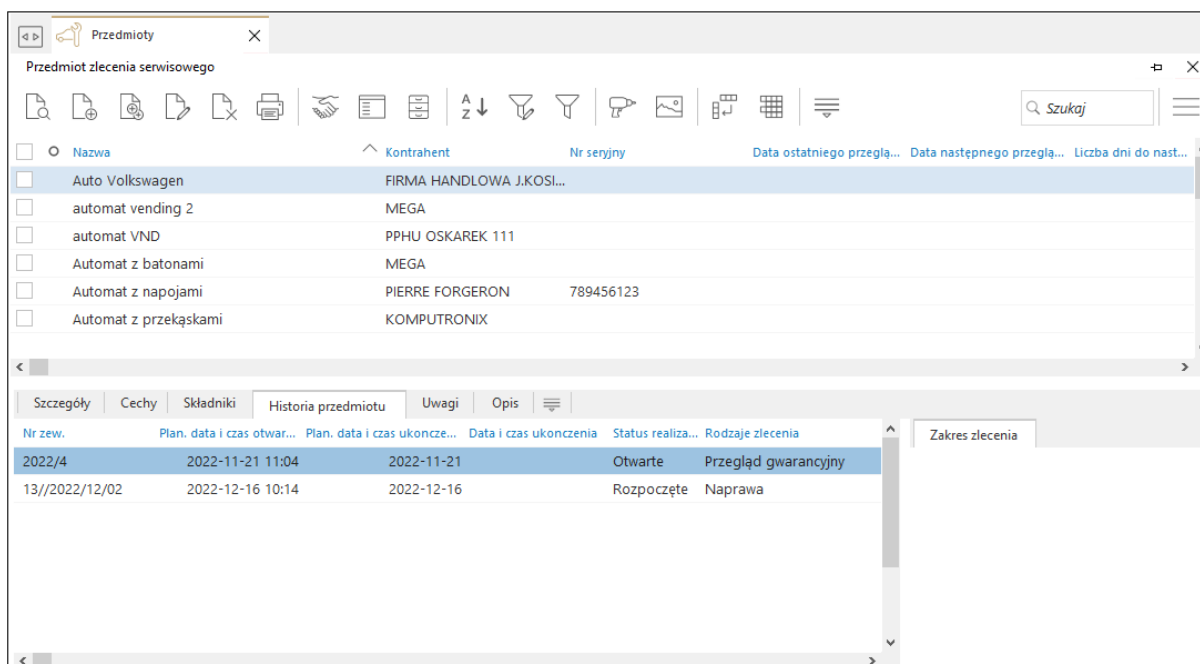 Przedmioty
Przedmiot zlecenia serwisowego
A Z Szukaj
Nazwa Kontrahent Nr seryjny Data ostatniego przeglą... Data następnego przeglą... Liczba dni do nast...
Auto Volkswagen FIRMA HANDLOWA J.KOSI...
automat vending 2 MEGA
automat VND PPHU OSKAREK 111
Automat z batonami MEGA
Automat z napojami PIERRE FORGERON 789456123
Automat z przekąskami KOMPUTRONIX
Szczegóły Cechy Składniki Historia przedmiotu Uwagi Opis
Nr zew. Plan. data i czas otwar... Plan. data i czas ukończe... Data i czas ukonczenia Status realiza... Rodzaje zlecenia Zakres zlecenia
2022/4 2022-11-21 11:04 2022-11-21 Otwarte Przegląd gwarancyjny
13//2022/12/02 2022-12-16 10:14 2022-12-16 Rozpoczęte Naprawa